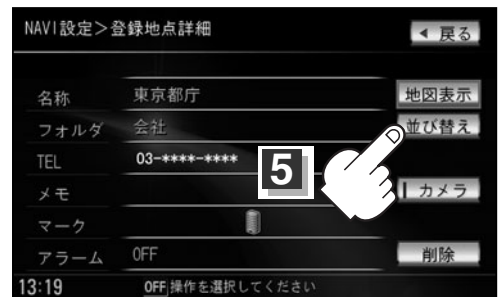 NAVI設定＞登録地点詳細
◀ 戻る
名称 東京都庁 地図表示
フォルダ 会社 並び替え
TEL 03-****-****
5
メモ カメラ
マーク
アラーム OFF 削除
13:19 OFF操作を選択してください